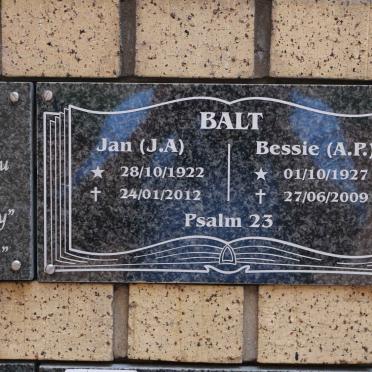 BALT
Jan (J.A) Bessie (A.P.)
★ 28/10/1922 ★ 01/10/1927
✝ 24/01/2012 ✝ 27/06/2009
Psalm 23